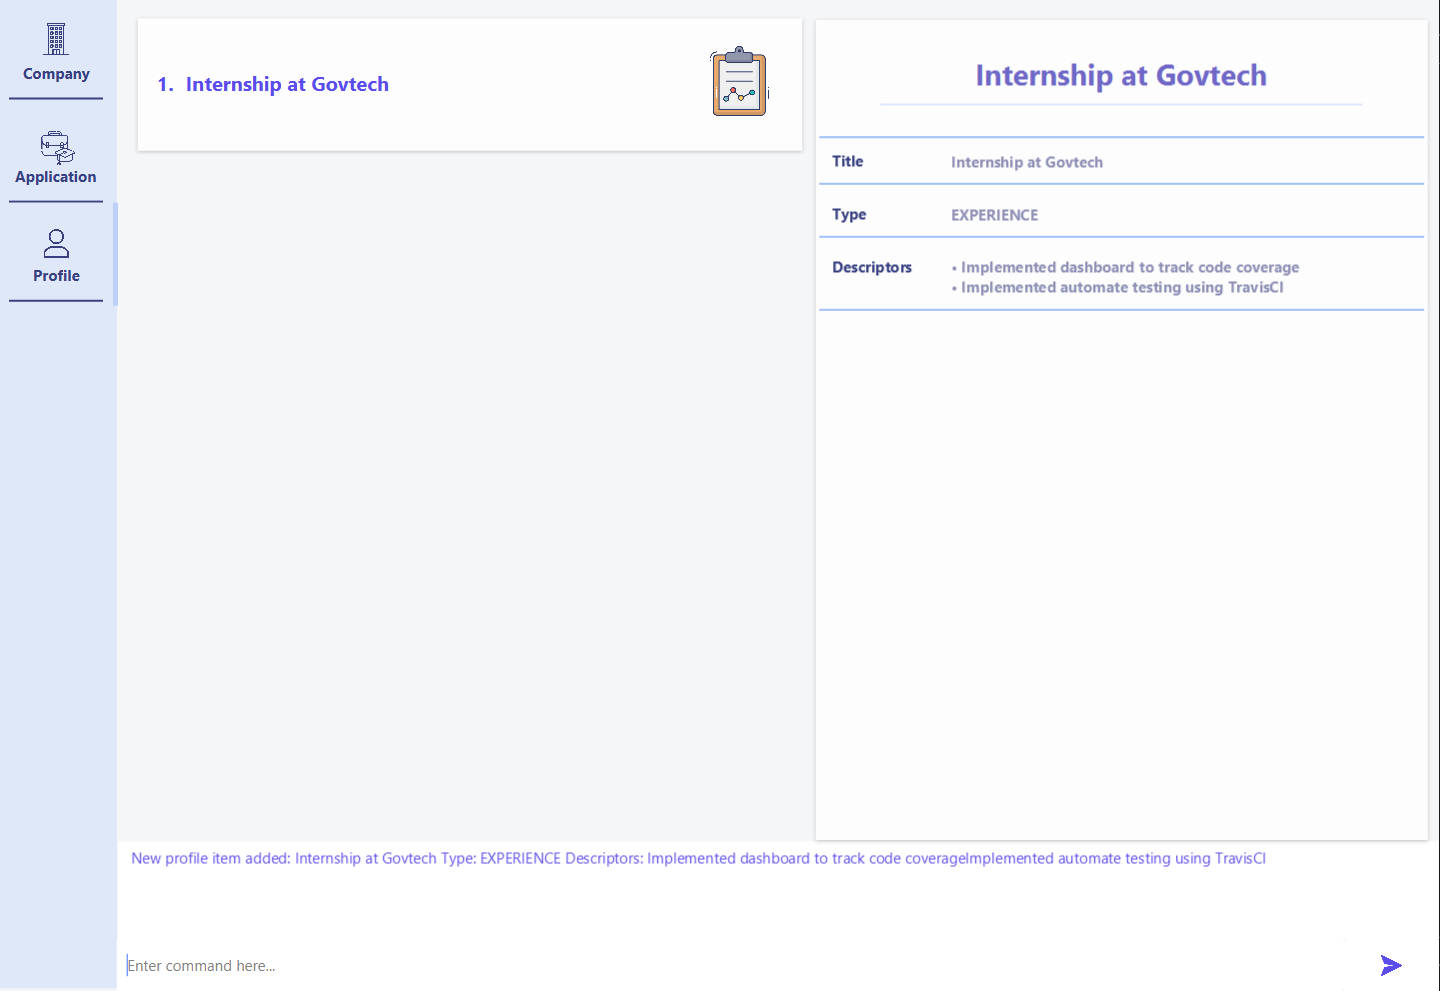 Company
Application
Profile
1. Internship at Govtech
Internship at Govtech
Title Internship at Govtech
Type EXPERIENCE
Descriptors • Implemented dashboard to track code coverage
• Implemented automate testing using TravisCI
New profile item added: Internship at Govtech Type: EXPERIENCE Descriptors: Implemented dashboard to track code coverageImplemented automate testing using TravisCI
Enter command here...